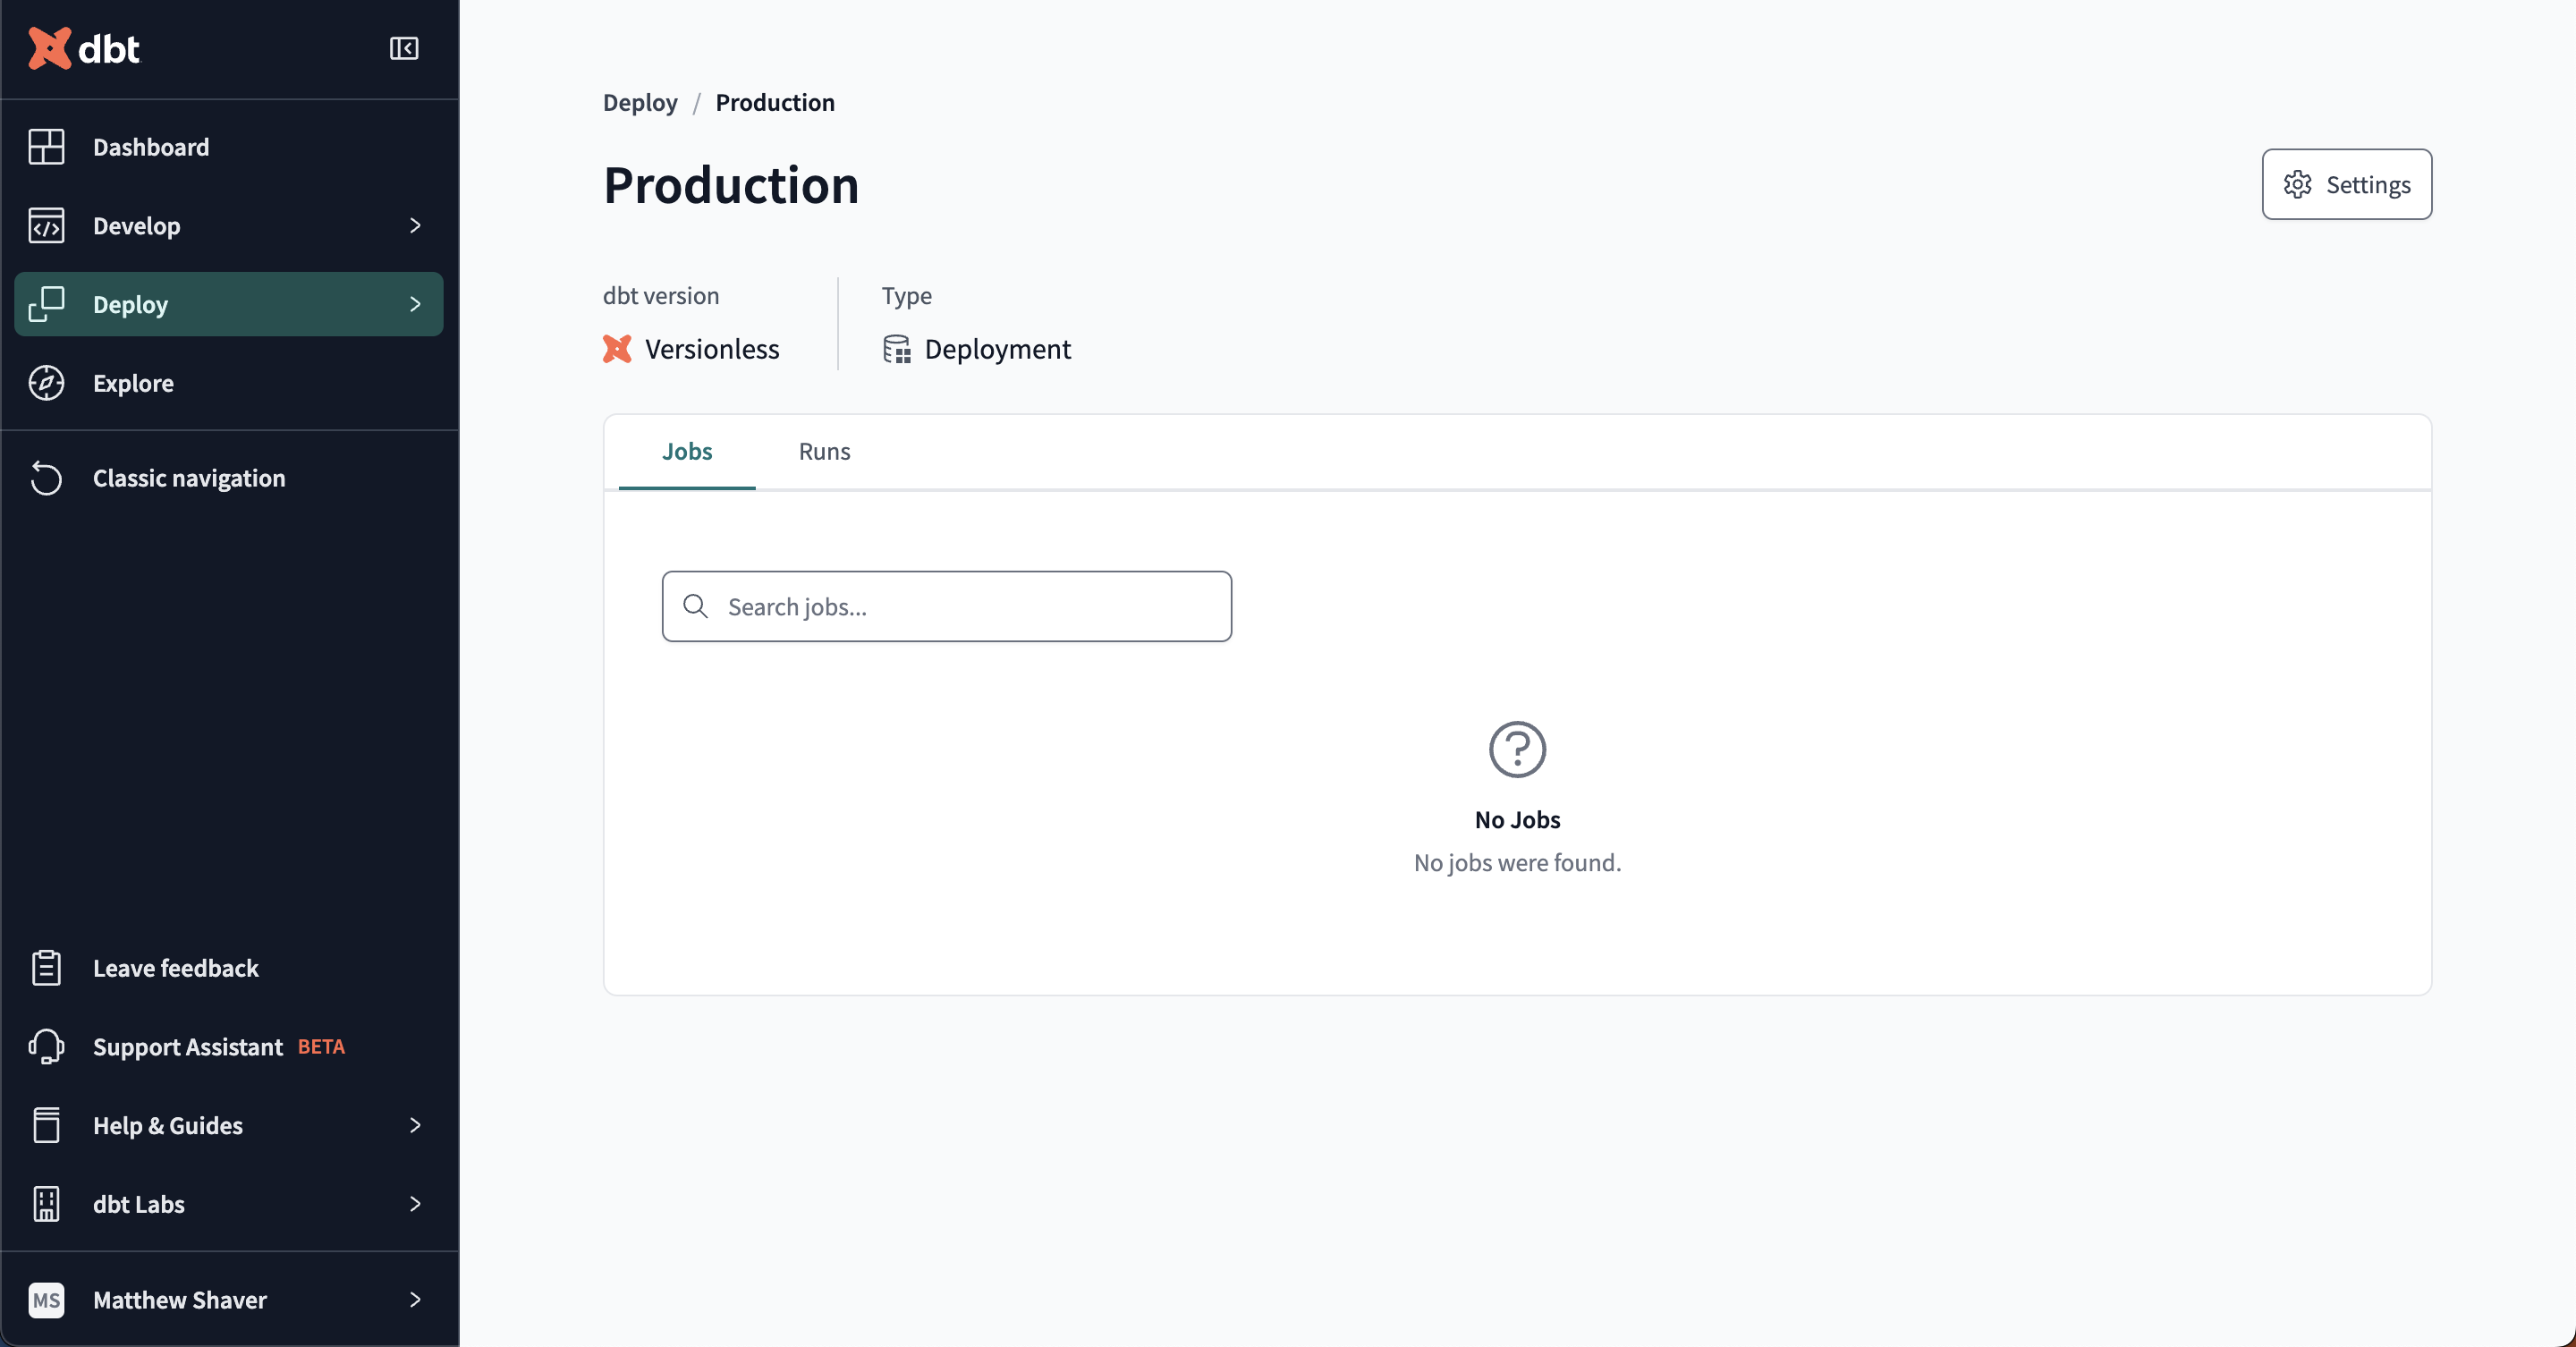 dbt
Dashboard
Develop
Deploy
Explore
Classic navigation
Leave feedback
Support Assistant BETA
Help & Guides
dbt Labs
MS Matthew Shaver
Deploy / Production
Production
Settings
dbt version
Versionless
Type
Deployment
Jobs
Runs
Search jobs...
No Jobs
No jobs were found.